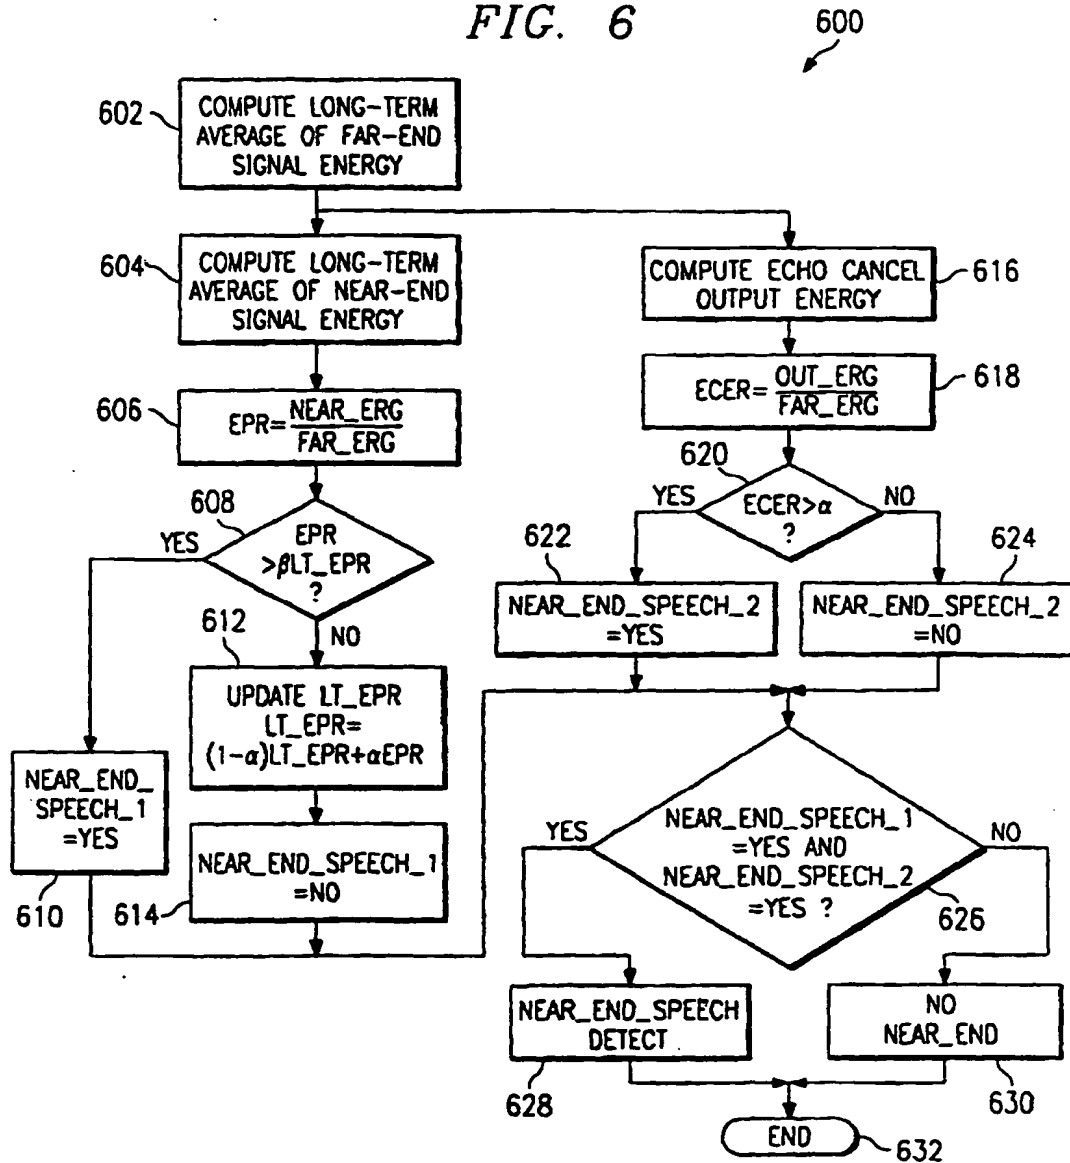 FIG. 6
600
602
COMPUTE LONG-TERM
AVERAGE OF FAR-END
SIGNAL ENERGY
604
COMPUTE LONG-TERM
AVERAGE OF NEAR-END
SIGNAL ENERGY
606
EPR=NEAR_ERG
FAR_ERG
608
YES
EPR
>βLT_EPR
?
NO
612
UPDATE LT_EPR
LT_EPR=
(1-α)LT_EPR+αEPR
NEAR_END_
SPEECH_1
=YES
610
NEAR_END_SPEECH_1
=NO
614
COMPUTE ECHO CANCEL
OUTPUT ENERGY
616
ECER=OUT_ERG
FAR_ERG
618
620
YES
ECER>α
?
NO
622
NEAR_END_SPEECH_2
=YES
624
NEAR_END_SPEECH_2
=NO
YES
NEAR_END_SPEECH_1
=YES AND
NEAR_END_SPEECH_2
=YES ?
NO
626
NEAR_END_SPEECH
DETECT
628
NO
NEAR_END
630
END
632